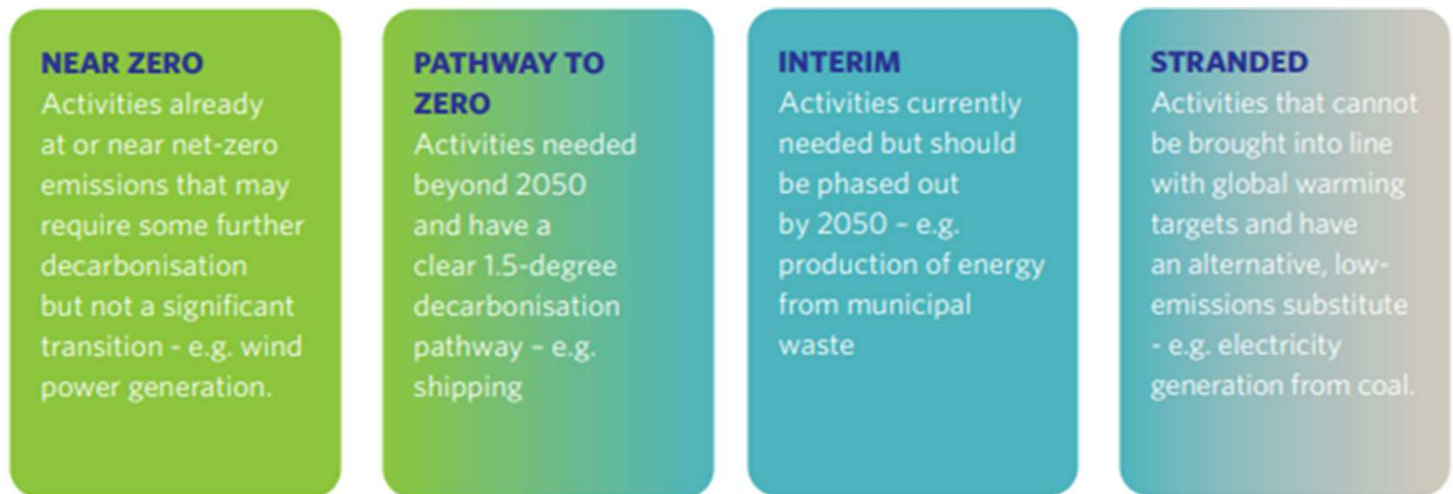 NEAR ZERO
Activities already
at or near net-zero
emissions that may
require some further
decarbonisation
but not a significant
transition - e.g. wind
power generation.
PATHWAY TO
ZERO
Activities needed
beyond 2050
and have a
clear 1.5-degree
decarbonisation
pathway – e.g.
shipping
INTERIM
Activities currently
needed but should
be phased out
by 2050 – e.g.
production of energy
from municipal
waste
STRANDED
Activities that cannot
be brought into line
with global warming
targets and have
an alternative, low-
emissions substitute
- e.g. electricity
generation from coal.